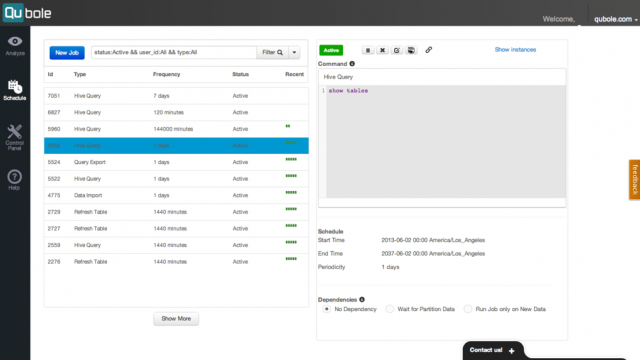 Qubole
Welcome,
qubole.com
Analyze
Schedule
Control Panel
Help
New Job
status:Active && user_id:All && type:All
Filter
Id Type Frequency Status Recent
7051 Hive Query 7 days Active
6827 Hive Query 120 minutes Active
5960 Hive Query 144000 minutes Active
Hive Query days Active
5524 Query Export 1 days Active
5522 Hive Query 1 days Active
4775 Data Import 1 days Active
2729 Refresh Table 1440 minutes Active
2727 Refresh Table 1440 minutes Active
2559 Hive Query 1440 minutes Active
2276 Refresh Table 1440 minutes Active
Show More
Active
Show instances
Command
Hive Query
1 show tables
Schedule
Start Time 2013-06-02 00:00 America/Los_Angeles
End Time 2037-06-02 00:00 America/Los_Angeles
Periodicity 1 days
Dependencies
No Dependency Wait for Partition Data Run Job only on New Data
feedback
Contact us! +